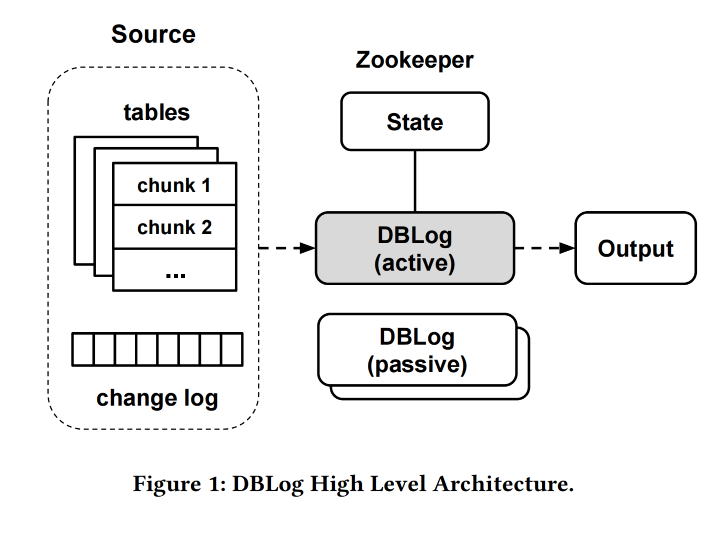 Source
tables
chunk 1
chunk 2
...
change log
Zookeeper
State
DBLog
(active)
DBLog
(passive)
Output
Figure 1: DBLog High Level Architecture.